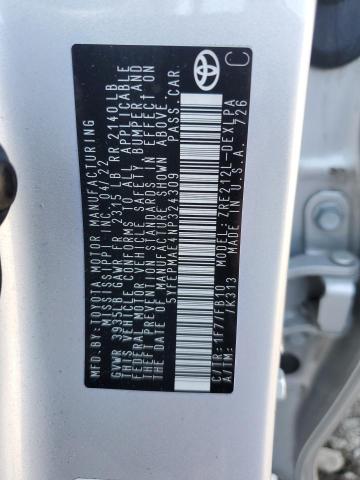 MFD. BY: TOYOTA MOTOR MANUFACTURING
MISSISSIPPI INC. 04/22
GVWR 3935LB GAWR FR 2315 LB RR 2140 LB
THIS VEHICLE CONFORMS TO ALL APPLICABLE
FEDERAL MOTOR VEHICLE SAFETY, BUMPER AND
THEFT PREVENTION STANDARDS IN EFFECT
ON THE DATE OF MANUFACTURE SHOWN ABOVE.
5YFEPMAE4NP324309 PASS.CAR
C/TR: 1F7/FB10 MODEL: ZRE212L-DEXLPA
A/TM: /K313 MADE IN U.S.A. 726
TOYOTA
C